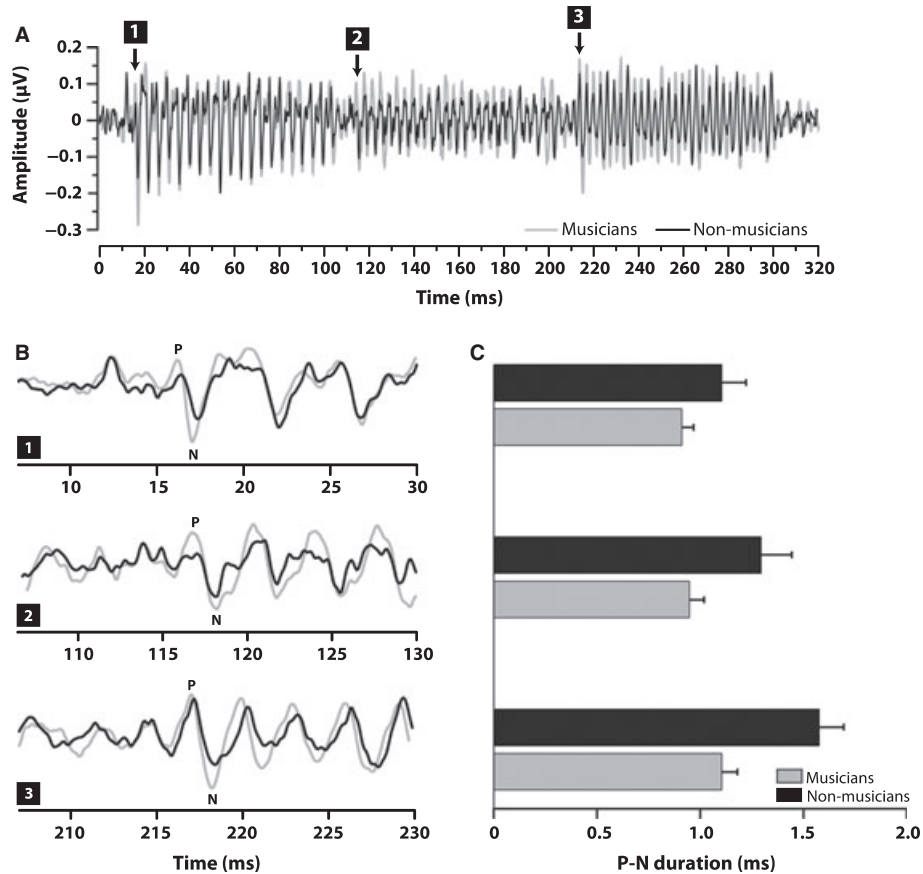 A
1
2
3
Amplitude (μV)
0.2
0.1
0
−0.1
−0.2
−0.3
Musicians
Non-musicians
0 20 40 60 80 100 120 140 160 180 200 220 240 260 280 300 320
Time (ms)
B
P
N
1
10 15 20 25 30
P
N
2
110 115 120 125 130
P
N
3
210 215 220 225 230
Time (ms)
C
Musicians
Non-musicians
0 0.5 1.0 1.5 2.0
P-N duration (ms)